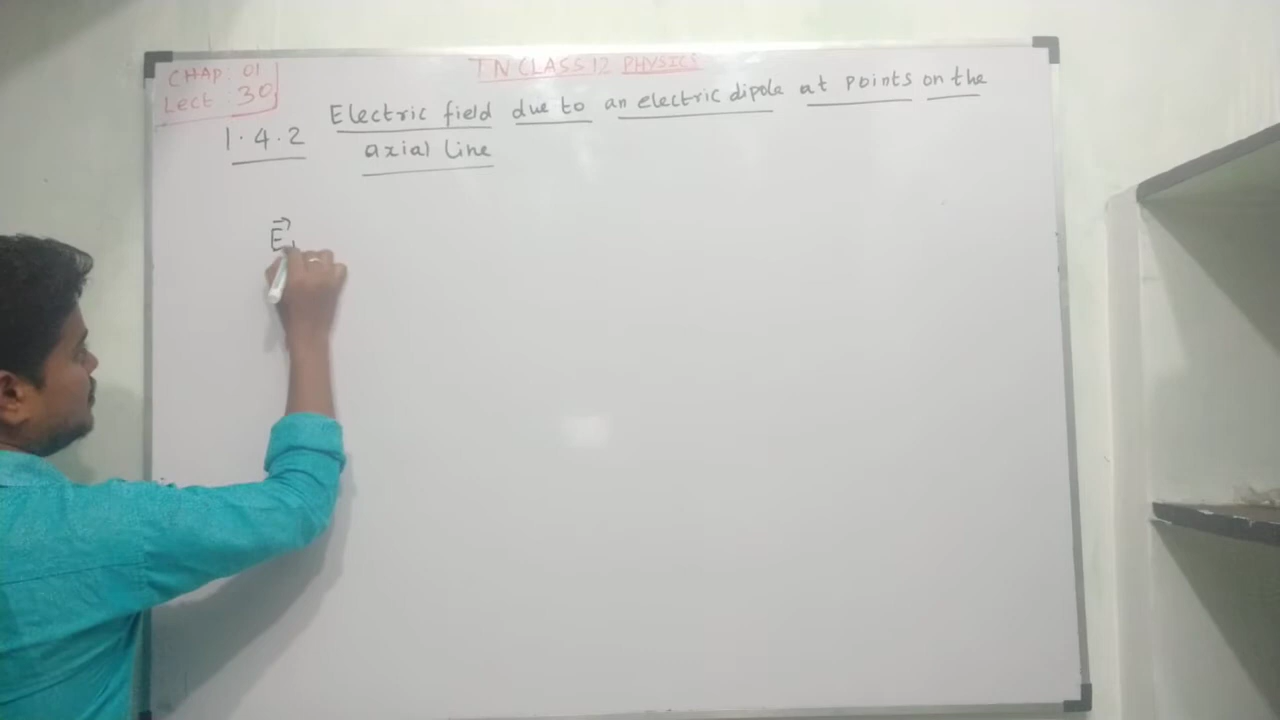 TN CLASS 12 PHYSICS
CHAP: 01
Lect: 30
1.4.2 Electric field due to an electric dipole at points on the
axial line
E⃗